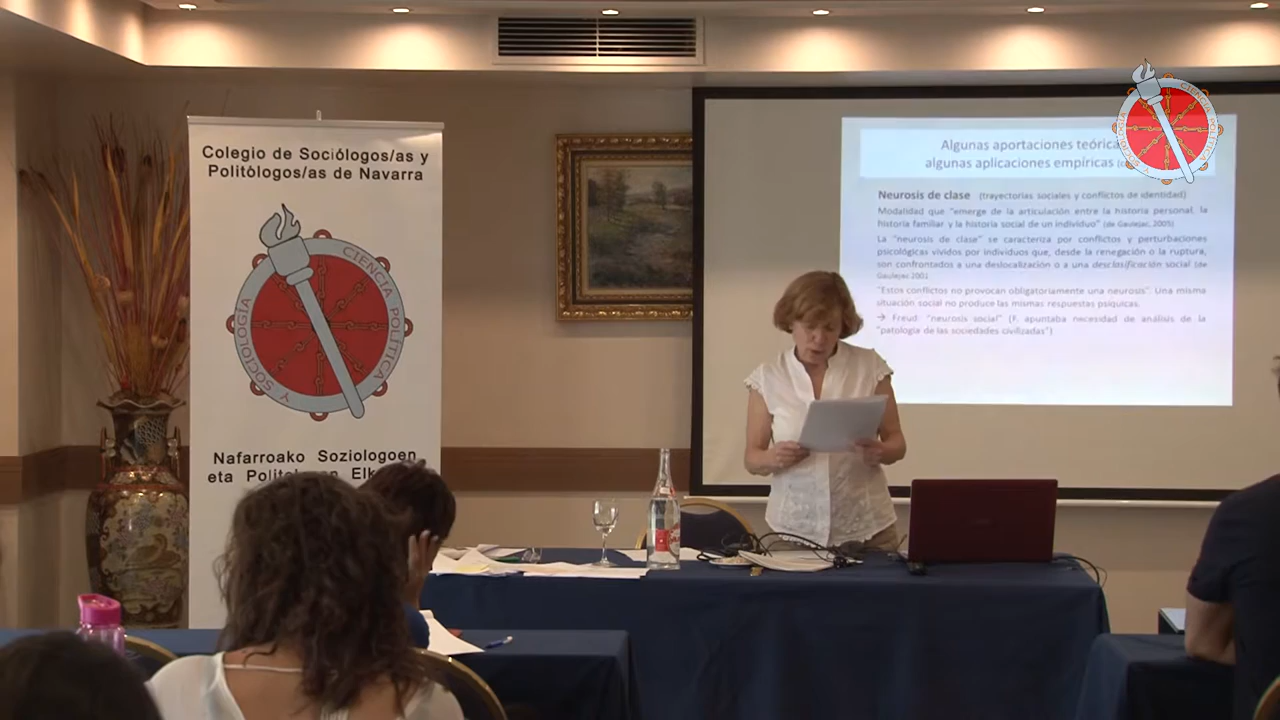 Colegio de Sociólogos/as y
Politólogos/as de Navarra
CIENCIA POLÍTICA
Y SOCIOLOGÍA
Nafarroako Soziologoen
eta
CIENCIA POLÍTICA
Y SOCIOLOGÍA
Algunas aportaciones
algunas aplicaciones empíricas
Neurosis de clase (trayectorias sociales y conflictos de identidad)
Modalidad que "emerge de la articulación entre la historia personal, la
historia familiar y la historia social de un individuo" (de Gaulejac, 2005)
La "neurosis de clase" se caracteriza por conflictos y perturbaciones
psicológicas vividos por individuos que, desde la renegación o la ruptura,
son confrontados a una deslocalización o a una desclasificación social (de
Gaulejac 2001
"Estos conflictos no provocan obligatoriamente una neurosis". Una misma
situación social no produce las mismas respuestas psíquicas.
→ Freud: "neurosis social" (F. apuntaba necesidad de análisis de la
"patología de las sociedades civilizadas")